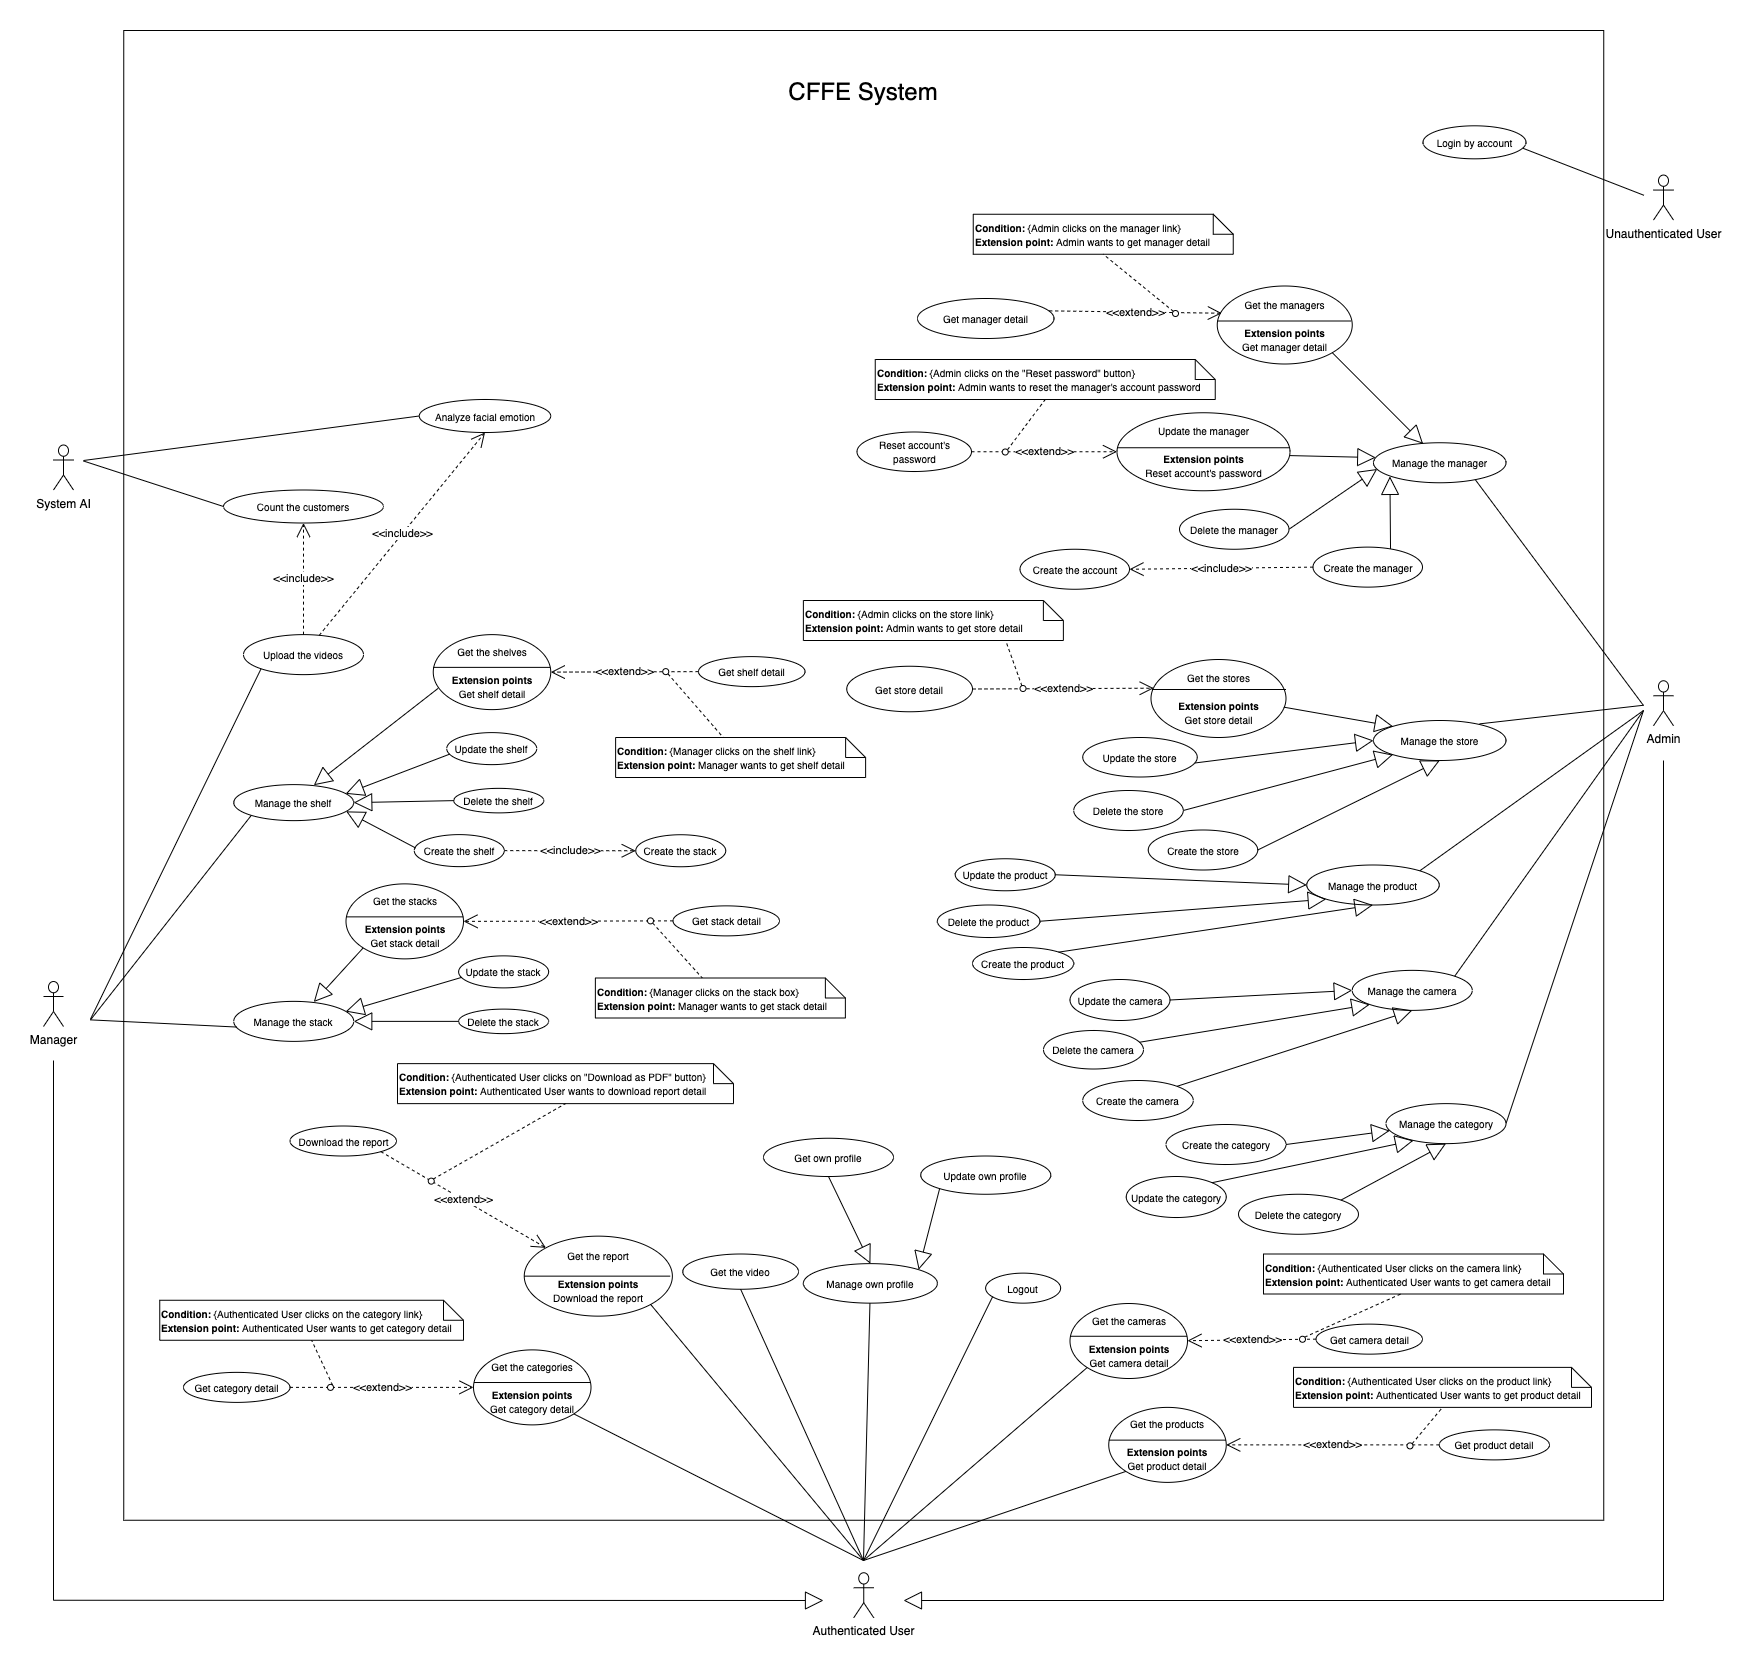 CFFE System
Login by account
Unauthenticated User
Condition: {Admin clicks on the manager link}
Extension point: Admin wants to get manager detail
Get manager detail
<<extend>>
Get the managers
Extension points
Get manager detail
Condition: {Admin clicks on the "Reset password" button}
Extension point: Admin wants to reset the manager's account password
Reset account's
password
<<extend>>
Update the manager
Extension points
Reset account's password
Manage the manager
Delete the manager
Create the account
<<include>>
Create the manager
Analyze facial emotion
System AI
Count the customers
<<include>>
<<include>>
Upload the videos
Condition: {Admin clicks on the store link}
Extension point: Admin wants to get store detail
Get store detail
<<extend>>
Get the stores
Extension points
Get store detail
Manage the store
Admin
Update the store
Delete the store
Create the store
Get the shelves
Extension points
Get shelf detail
<<extend>>
Get shelf detail
Condition: {Manager clicks on the shelf link}
Extension point: Manager wants to get shelf detail
Update the shelf
Manage the shelf
Delete the shelf
Create the shelf
<<include>>
Create the stack
Update the product
Manage the product
Delete the product
Create the product
Get the stacks
Extension points
Get stack detail
<<extend>>
Get stack detail
Condition: {Manager clicks on the stack box}
Extension point: Manager wants to get stack detail
Update the stack
Manage the stack
Delete the stack
Manager
Update the camera
Manage the camera
Delete the camera
Create the camera
Condition: {Authenticated User clicks on "Download as PDF" button}
Extension point: Authenticated User wants to download report detail
Download the report
<<extend>>
Get the report
Extension points
Download the report
Get own profile
Update own profile
Manage own profile
Get the video
Logout
Manage the category
Create the category
Update the category
Delete the category
Condition: {Authenticated User clicks on the camera link}
Extension point: Authenticated User wants to get camera detail
Get the cameras
Extension points
Get camera detail
<<extend>>
Get camera detail
Condition: {Authenticated User clicks on the category link}
Extension point: Authenticated User wants to get category detail
Get category detail
<<extend>>
Get the categories
Extension points
Get category detail
Condition: {Authenticated User clicks on the product link}
Extension point: Authenticated User wants to get product detail
Get the products
Extension points
Get product detail
<<extend>>
Get product detail
Authenticated User